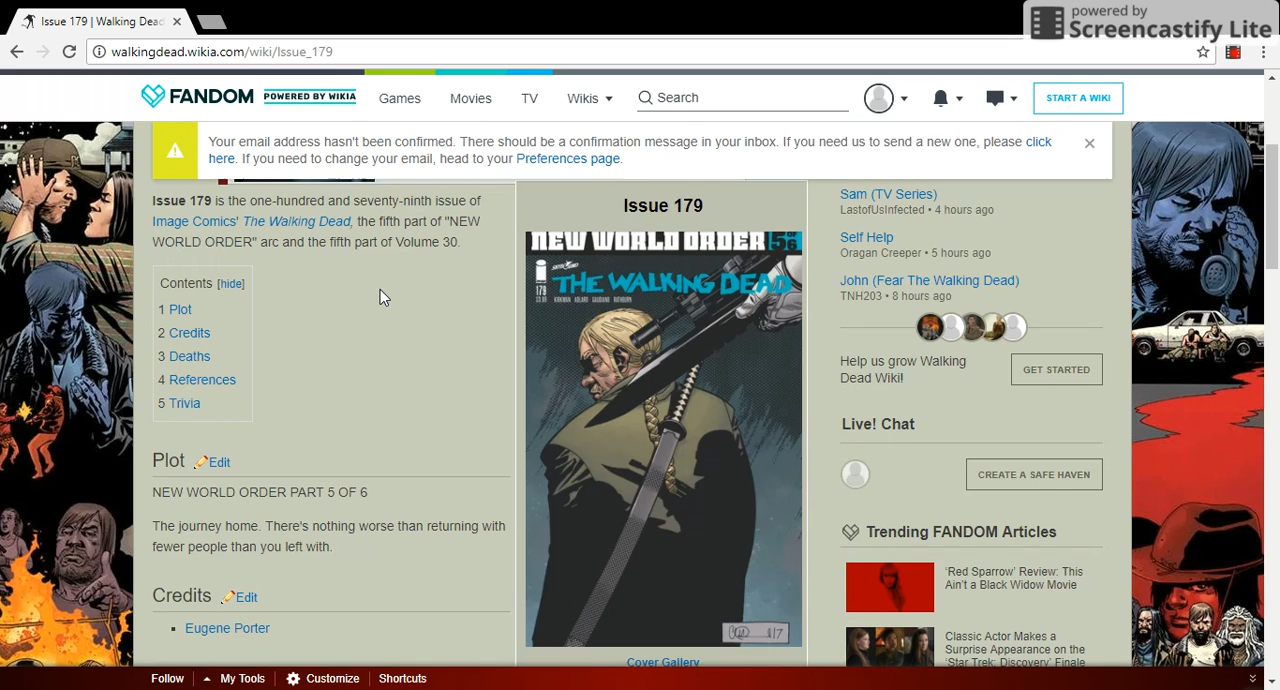 Issue 179 | Walking Dead
powered by
Screencastify Lite
walkingdead.wikia.com/wiki/Issue_179
FANDOM POWERED BY WIKIA Games Movies TV Wikis Search START A WIKI
Your email address hasn't been confirmed. There should be a confirmation message in your inbox. If you need us to send a new one, please click
here. If you need to change your email, head to your Preferences page.
Issue 179 is the one-hundred and seventy-ninth issue of
Image Comics' The Walking Dead, the fifth part of "NEW
WORLD ORDER" arc and the fifth part of Volume 30.
Contents [hide]
1 Plot
2 Credits
3 Deaths
4 References
5 Trivia
Plot Edit
NEW WORLD ORDER PART 5 OF 6
The journey home. There's nothing worse than returning with
fewer people than you left with.
Credits Edit
Eugene Porter
Issue 179
NEW WORLD ORDER 5 OF 6
image
THE WALKING DEAD
179
KIRKMAN ADLARD GAUDIANO RATHBURN
Cover Gallery
Sam (TV Series)
LastofUsInfected • 4 hours ago
Self Help
Oragan Creeper • 5 hours ago
John (Fear The Walking Dead)
TNH203 • 8 hours ago
Help us grow Walking
Dead Wiki!
GET STARTED
Live! Chat
CREATE A SAFE HAVEN
Trending FANDOM Articles
'Red Sparrow' Review: This
Ain't a Black Widow Movie
Classic Actor Makes a
Surprise Appearance on the
'Star Trek: Discovery' Finale
Follow My Tools Customize Shortcuts